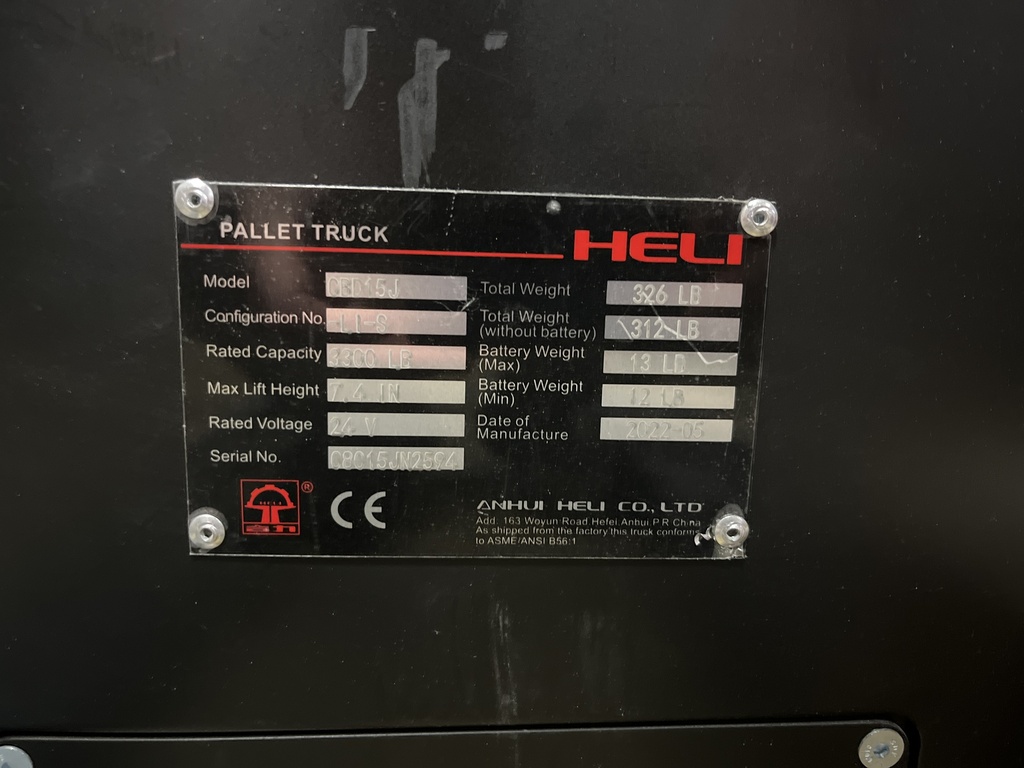 PALLET TRUCK
HELI
Model CBD15J
Configuration No. LI-S
Rated Capacity 3300 LB
Max Lift Height 7.4 IN
Rated Voltage 24 V
Serial No.
Total Weight 326 LB
Total Weight
(without battery) 312 LB
Battery Weight
(Max) 13 LB
Battery Weight
(Min) 12 LB
Date of
Manufacture 2022-05
HELI
®
CE
ANHUI HELI CO., LTD
Add. 163 Woyun Road Hefei Anhui P.R China
As shipped from the factory this truck conforms
to ASME/ANSI B56:1